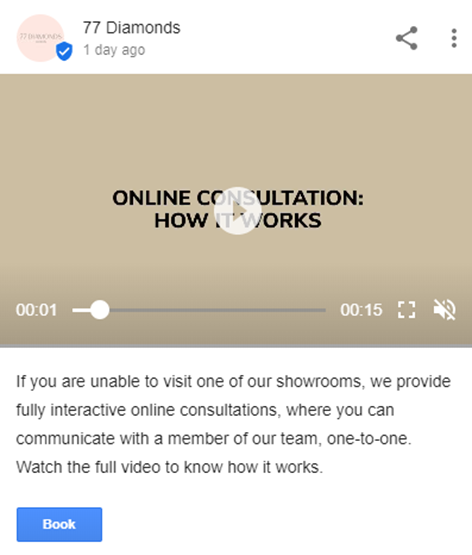 77 DIAMONDS
77 Diamonds
1 day ago
ONLINE CONSULTATION:
HOW IT WORKS
00:01
00:15
If you are unable to visit one of our showrooms, we provide
fully interactive online consultations, where you can
communicate with a member of our team, one-to-one.
Watch the full video to know how it works.
Book